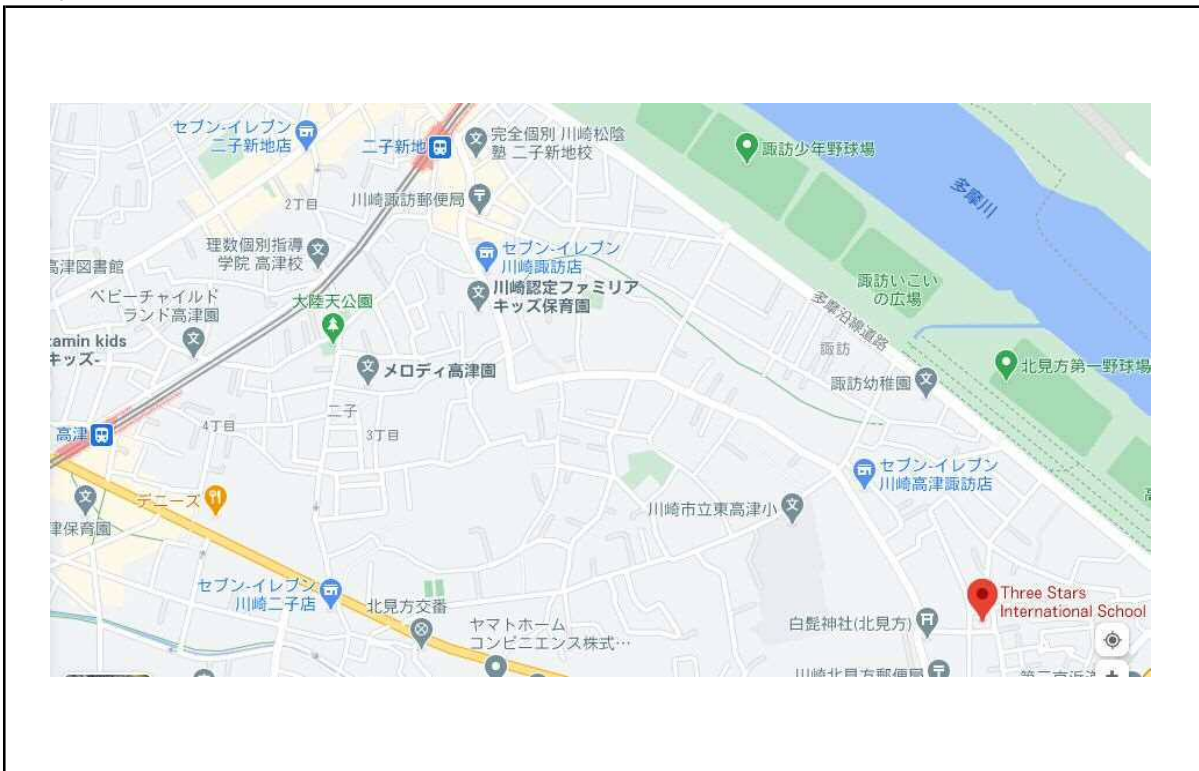 セブン-イレブン
二子新地店
二子新地
完全個別 川崎松陰
塾 二子新地校
諏訪少年野球場
多摩川
2丁目
川崎諏訪郵便局
理数個別指導
学院 高津校
セブン-イレブン
川崎諏訪店
高津図書館
川崎認定ファミリア
キッズ保育園
諏訪いこい
の広場
ベビーチャイルド
ランド高津園
大陸天公園
多摩沿線道路
amin kids
キッズ-
諏訪
メロディ高津園
北見方第一野球場
諏訪幼稚園
二子
高津
4丁目
3丁目
セブン-イレブン
川崎高津諏訪店
デニーズ
川崎市立東高津小
津保育園
セブン-イレブン
川崎二子店
北見方交番
ヤマトホーム
コンビニエンス株式…
Three Stars
International School
白髭神社(北見方)
川崎北見方郵便局